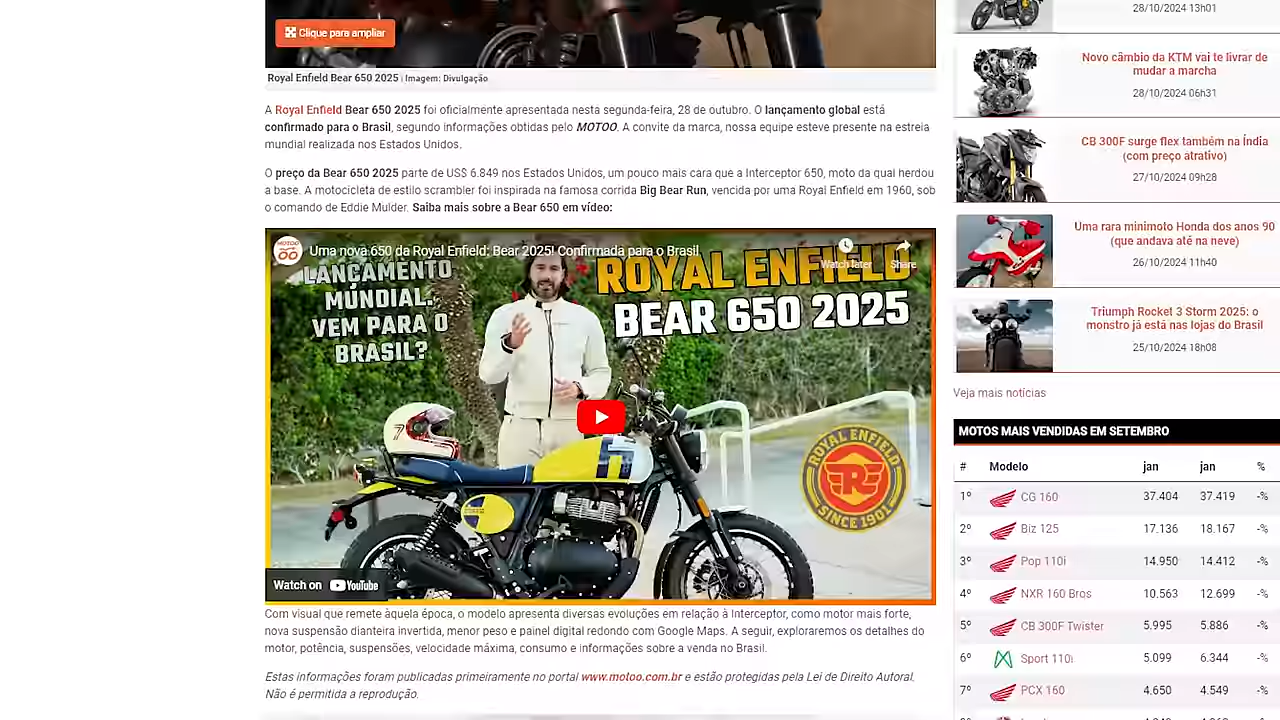 Clique para ampliar
Royal Enfield Bear 650 2025 | Imagem: Divulgação
A Royal Enfield Bear 650 2025 foi oficialmente apresentada nesta segunda-feira, 28 de outubro. O lançamento global está
confirmado para o Brasil, segundo informações obtidas pelo MOTOO. A convite da marca, nossa equipe esteve presente na estreia
mundial realizada nos Estados Unidos.
O preço da Bear 650 2025 parte de US$ 6.849 nos Estados Unidos, um pouco mais cara que a Interceptor 650, moto da qual herdou
a base. A motocicleta de estilo scrambler foi inspirada na famosa corrida Big Bear Run, vencida por uma Royal Enfield em 1960, sob
o comando de Eddie Mulder. Saiba mais sobre a Bear 650 em vídeo:
MOTOO
Uma nova 650 da Royal Enfield: Bear 2025! Confirmada para o Brasil
Watch later
Share
LANÇAMENTO
MUNDIAL.
VEM PARA O
BRASIL?
ROYAL ENFIELD
BEAR 650 2025
7
ROYAL ENFIELD
R
SINCE 1901
Watch on YouTube
Com visual que remete àquela época, o modelo apresenta diversas evoluções em relação à Interceptor, como motor mais forte,
nova suspensão dianteira invertida, menor peso e painel digital redondo com Google Maps. A seguir, exploraremos os detalhes do
motor, potência, suspensões, velocidade máxima, consumo e informações sobre a venda no Brasil.
Estas informações foram publicadas primeiramente no portal www.motoo.com.br e estão protegidas pela Lei de Direito Autoral.
Não é permitida a reprodução.
28/10/2024 13h01
Novo câmbio da KTM vai te livrar de
mudar a marcha
28/10/2024 06h31
CB 300F surge flex também na Índia
(com preço atrativo)
27/10/2024 09h28
Uma rara minimoto Honda dos anos 90
(que andava até na neve)
26/10/2024 11h40
Triumph Rocket 3 Storm 2025: o
monstro já está nas lojas do Brasil
25/10/2024 18h08
Veja mais notícias
MOTOS MAIS VENDIDAS EM SETEMBRO
# Modelo jan jan %
1º CG 160 37.404 37.419 -%
2º Biz 125 17.136 18.167 -%
3º Pop 110i 14.950 14.412 -%
4º NXR 160 Bros 10.563 12.699 -%
5º CB 300F Twister 5.995 5.886 -%
6º Sport 110i 5.099 6.344 -%
7º PCX 160 4.650 4.549 -%